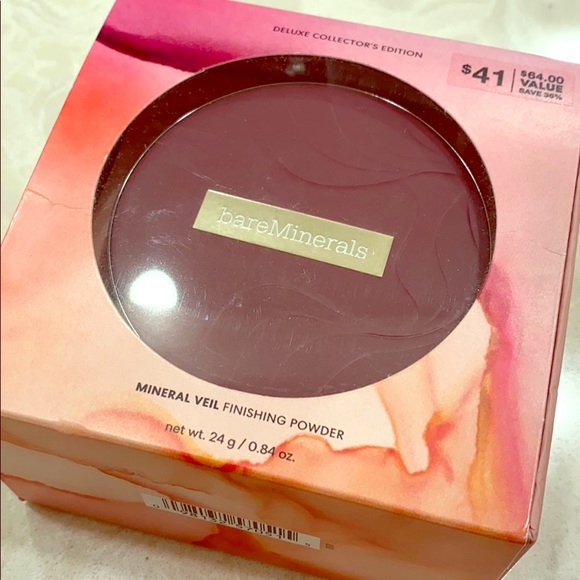 DELUXE COLLECTOR'S EDITION
$41
$64.00
VALUE
SAVE 36%
bareMinerals
MINERAL VEIL FINISHING POWDER
net wt. 24 g / 0.84 oz.